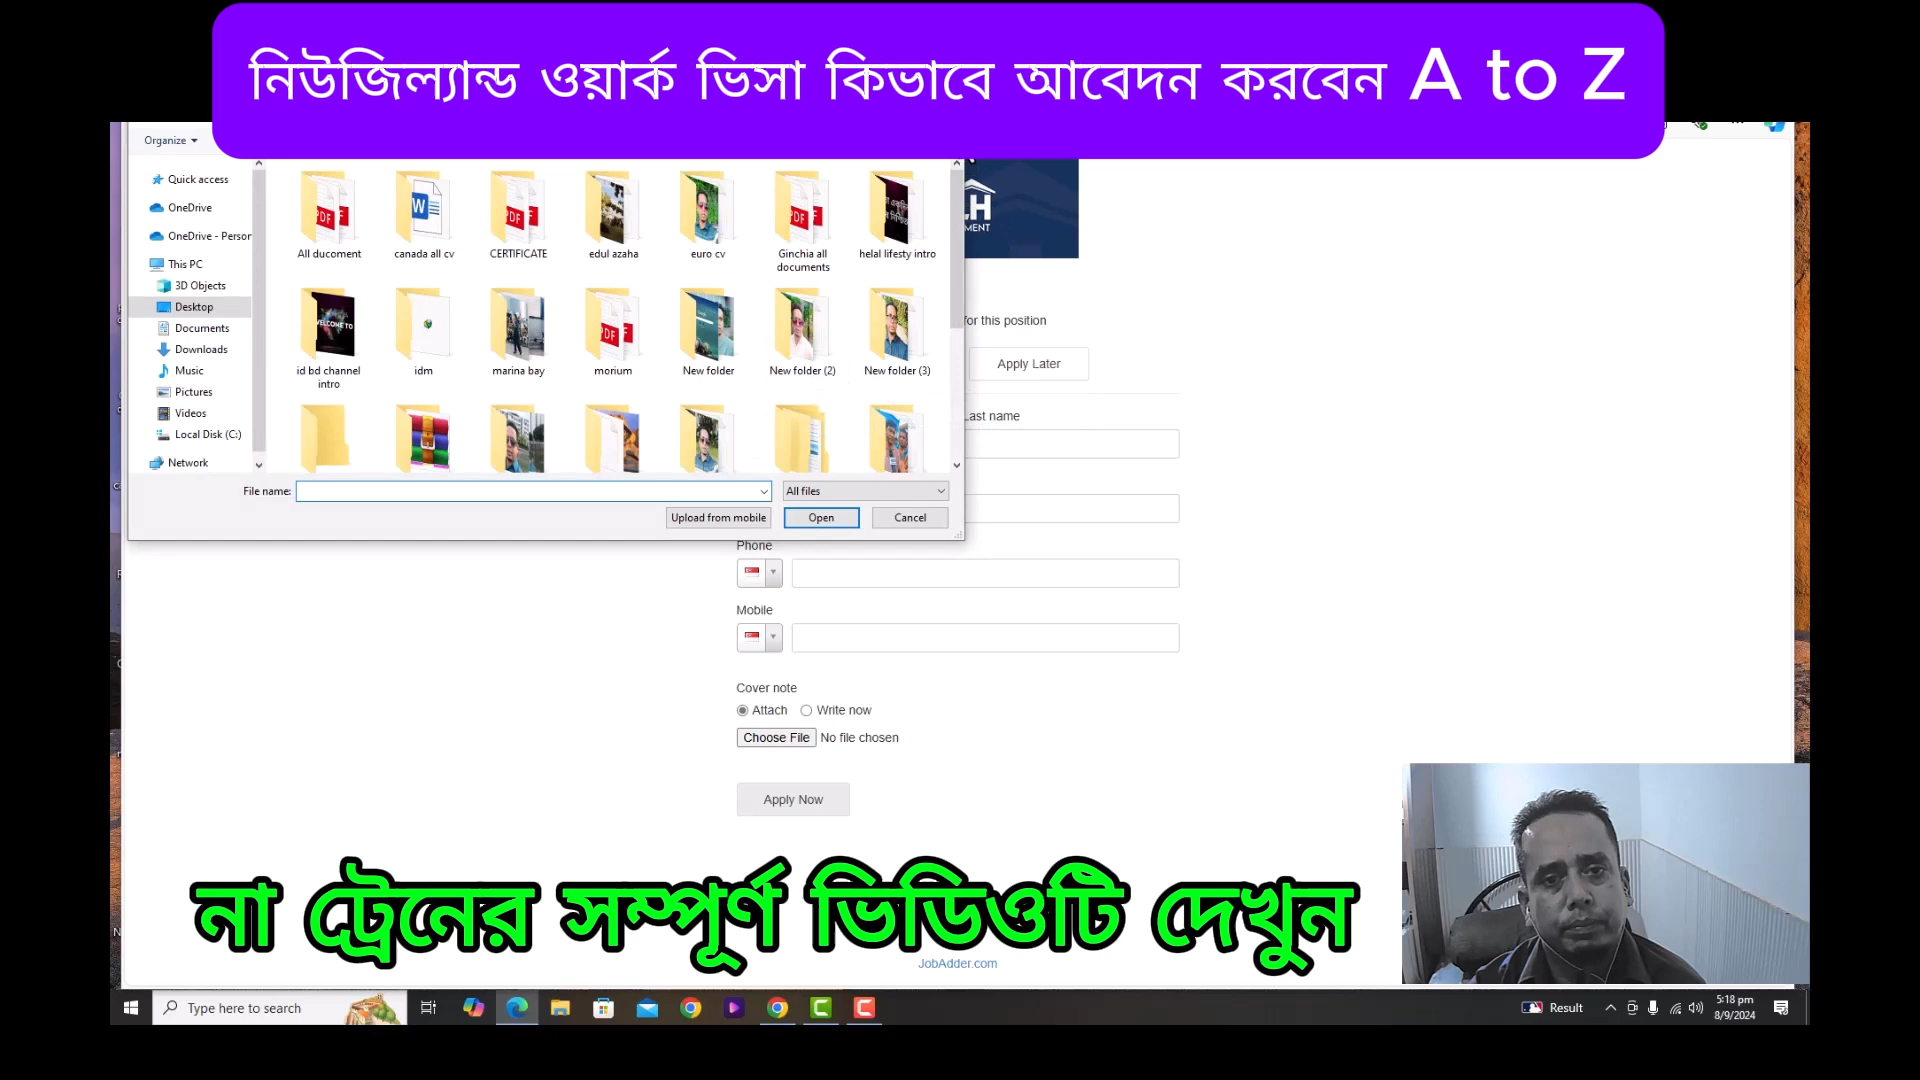 নিউজিল্যান্ড ওয়ার্ক ভিসা কিভাবে আবেদন করবেন A to Z
Organize
Quick access
OneDrive
OneDrive - Person
This PC
3D Objects
Desktop
Documents
Downloads
Music
Pictures
Videos
Local Disk (C:)
Network
All ducoment
canada all cv
CERTIFICATE
edul azaha
euro cv
Ginchia all documents
helal lifesty intro
id bd channel intro
idm
marina bay
morium
New folder
New folder (2)
New folder (3)
File name:
All files
Upload from mobile
Open
Cancel
for this position
Apply Later
Last name
Phone
Mobile
Cover note
Attach
Write now
Choose File No file chosen
Apply Now
না ট্রেনের সম্পূর্ণ ভিডিওটি দেখুন
JobAdder.com
Type here to search
Result
5:18 pm
8/9/2024